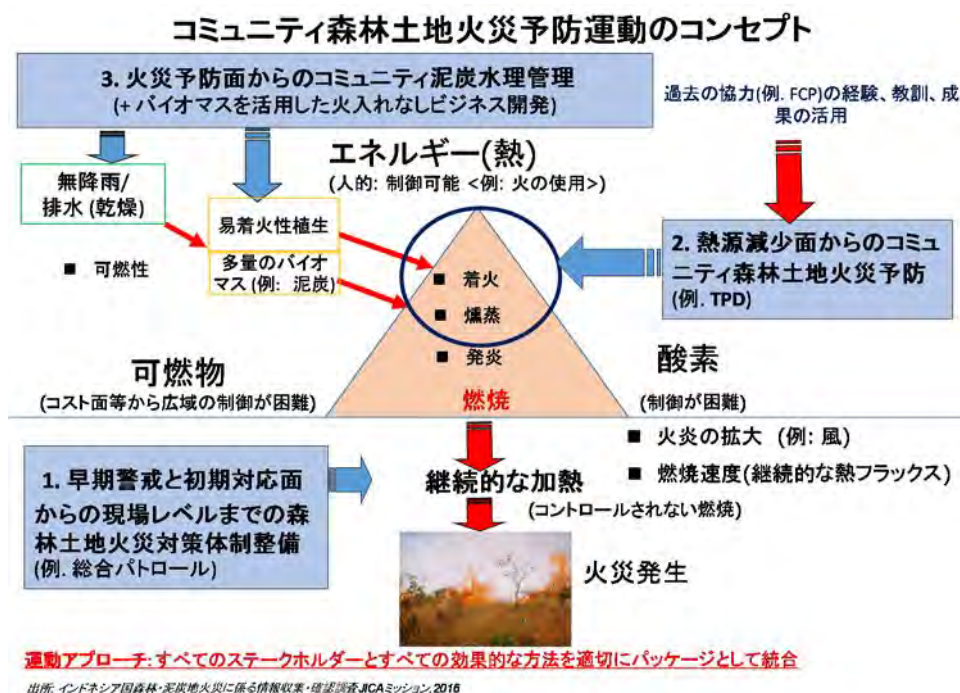 コミュニティ森林土地火災予防運動のコンセプト
3. 火災予防面からのコミュニティ泥炭水理管理
(+ バイオマスを活用した火入れなしビジネス開発)
過去の協力(例. FCP)の経験、教訓、成
果の活用
エネルギー(熱)
(人的: 制御可能 <例: 火の使用>)
無降雨/
排水 (乾燥)
易着火性植生
多量のバイオ
マス (例: 泥炭)
■ 可燃性
2. 熱源減少面からのコミュ
ニティ森林土地火災予防
(例. TPD)
■ 着火
■ 燻蒸
■ 発炎
燃焼
可燃物
(コスト面等から広域の制御が困難)
酸素
(制御が困難)
■ 火炎の拡大 (例: 風)
■ 燃焼速度(継続的な熱フラックス)
1. 早期警戒と初期対応面
からの現場レベルまでの森
林土地火災対策体制整備
(例. 総合パトロール)
継続的な加熱
(コントロールされない燃焼)
火災発生
運動アプローチ: すべてのステークホルダーとすべての効果的な方法を適切にパッケージとして統合
出所: インドネシア国森林・泥炭地火災に係る情報収集・確認調査JICAミッション,2016